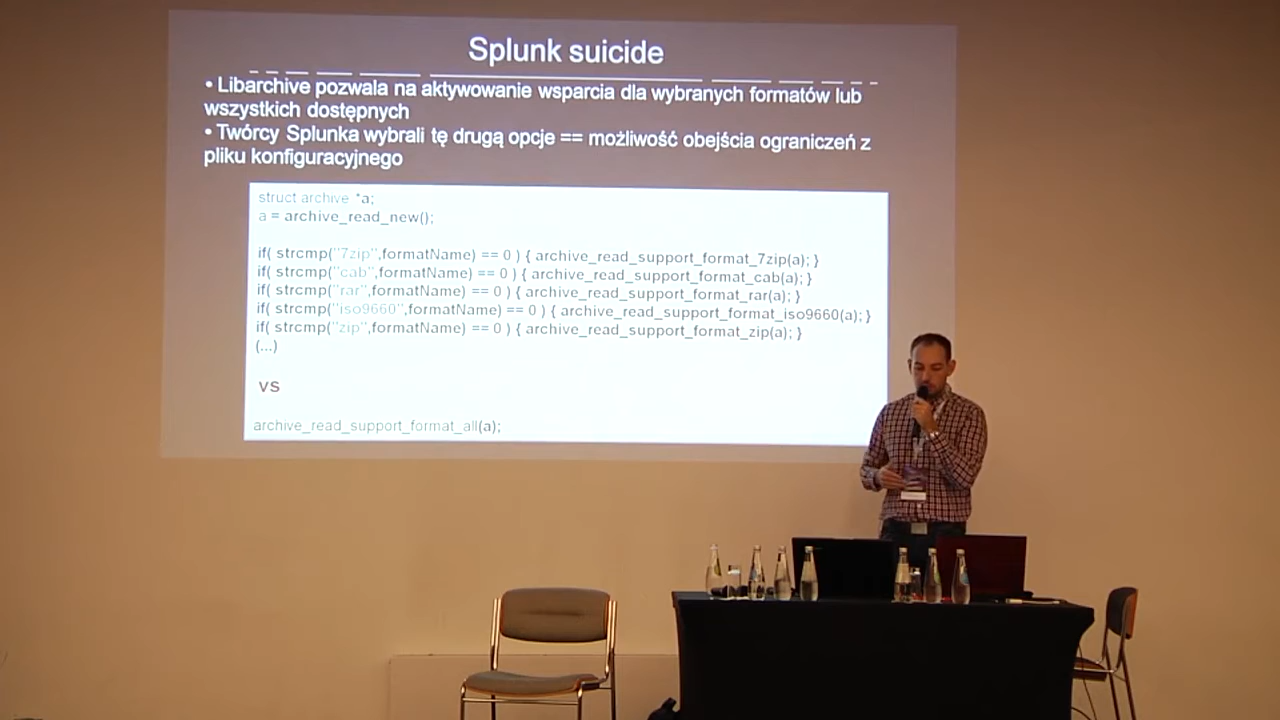 Splunk suicide
• Libarchive pozwala na aktywowanie wsparcia dla wybranych formatów lub
wszystkich dostępnych
• Twórcy Splunka wybrali tę drugą opcje == możliwość obejścia ograniczeń z
pliku konfiguracyjnego
struct archive *a;
a = archive_read_new();
if( strcmp("7zip",formatName) == 0 ) { archive_read_support_format_7zip(a); }
if( strcmp("cab",formatName) == 0 ) { archive_read_support_format_cab(a); }
if( strcmp("rar",formatName) == 0 ) { archive_read_support_format_rar(a); }
if( strcmp("iso9660",formatName) == 0 ) { archive_read_support_format_iso9660(a); }
if( strcmp("zip",formatName) == 0 ) { archive_read_support_format_zip(a); }
(...)
vs
archive_read_support_format_all(a);